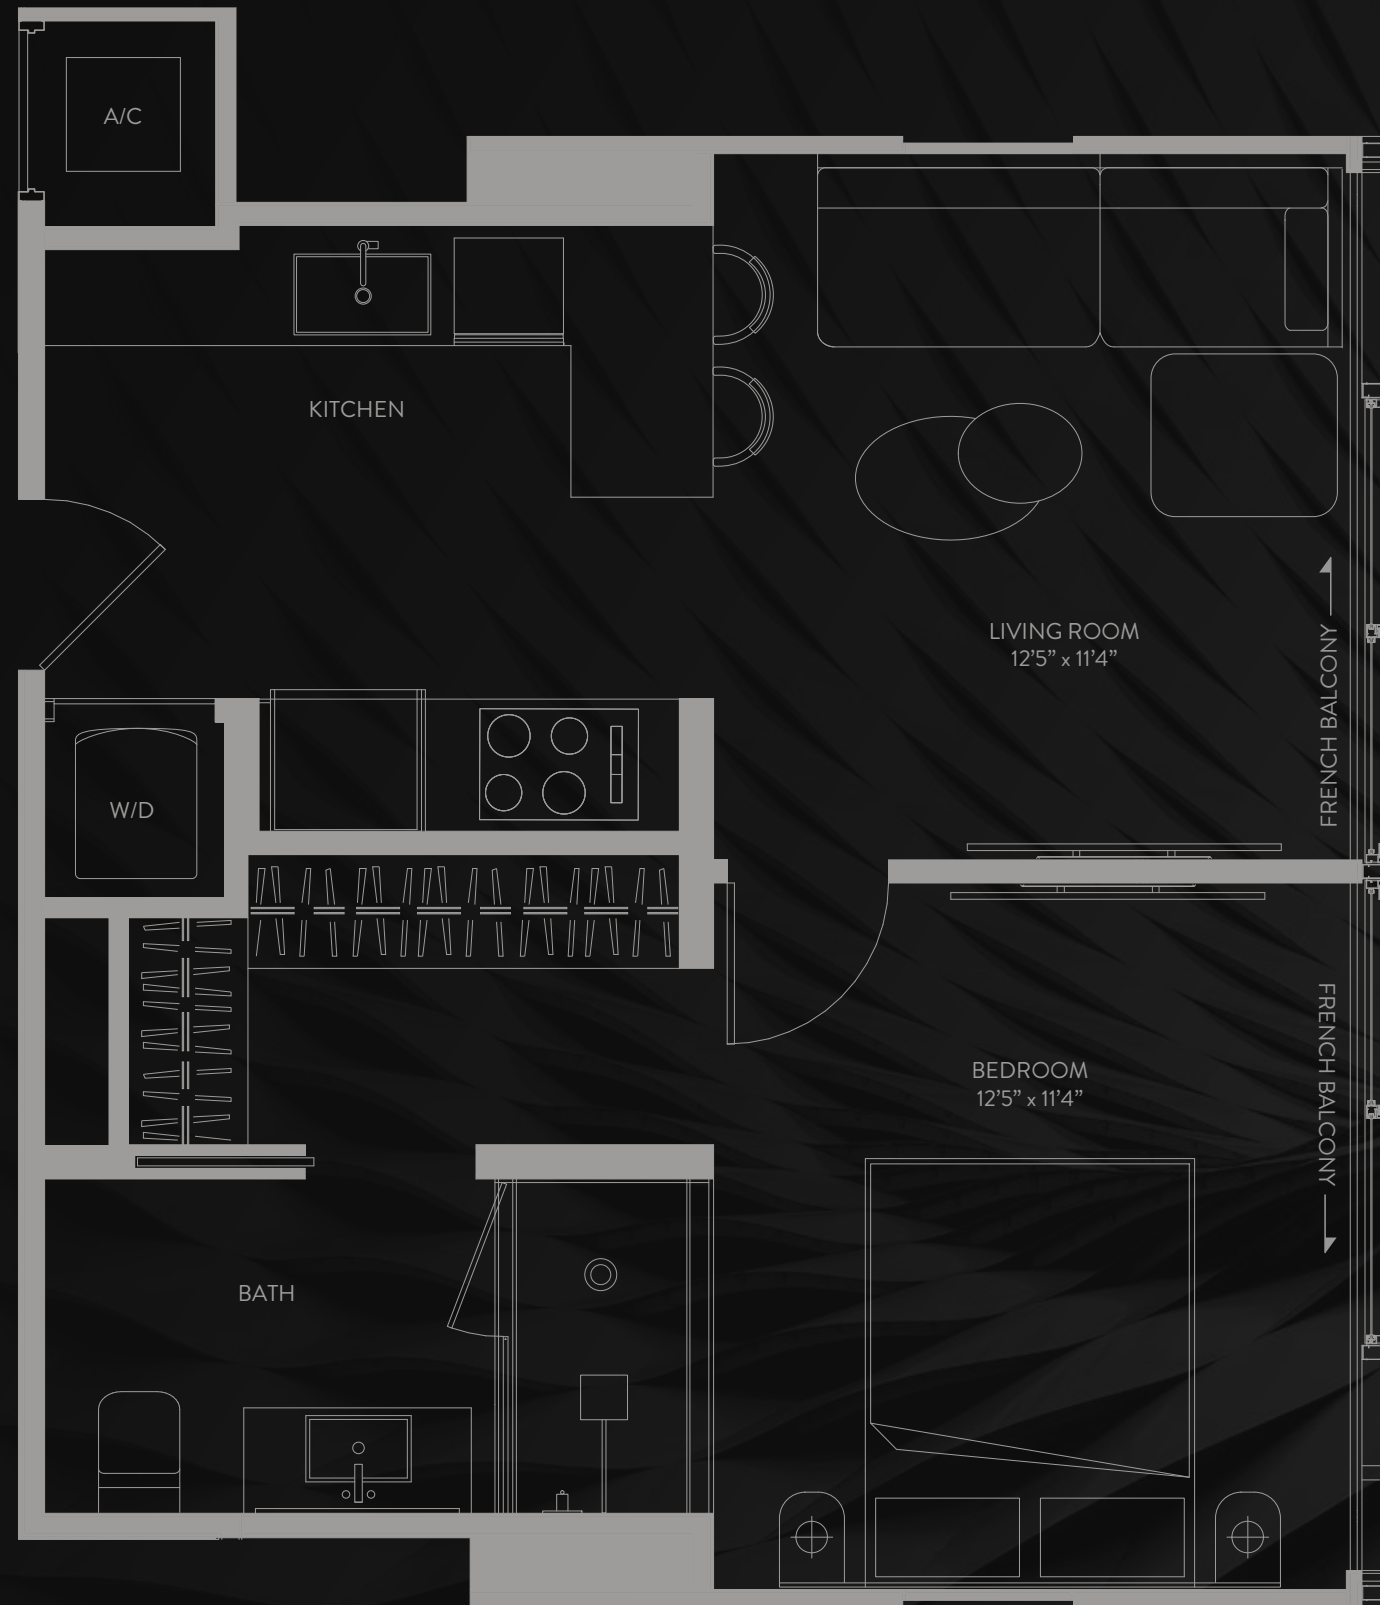 A/C
KITCHEN
LIVING ROOM
12’5” x 11’4”
FRENCH BALCONY
W/D
BEDROOM
12’5” x 11’4”
FRENCH BALCONY
BATH